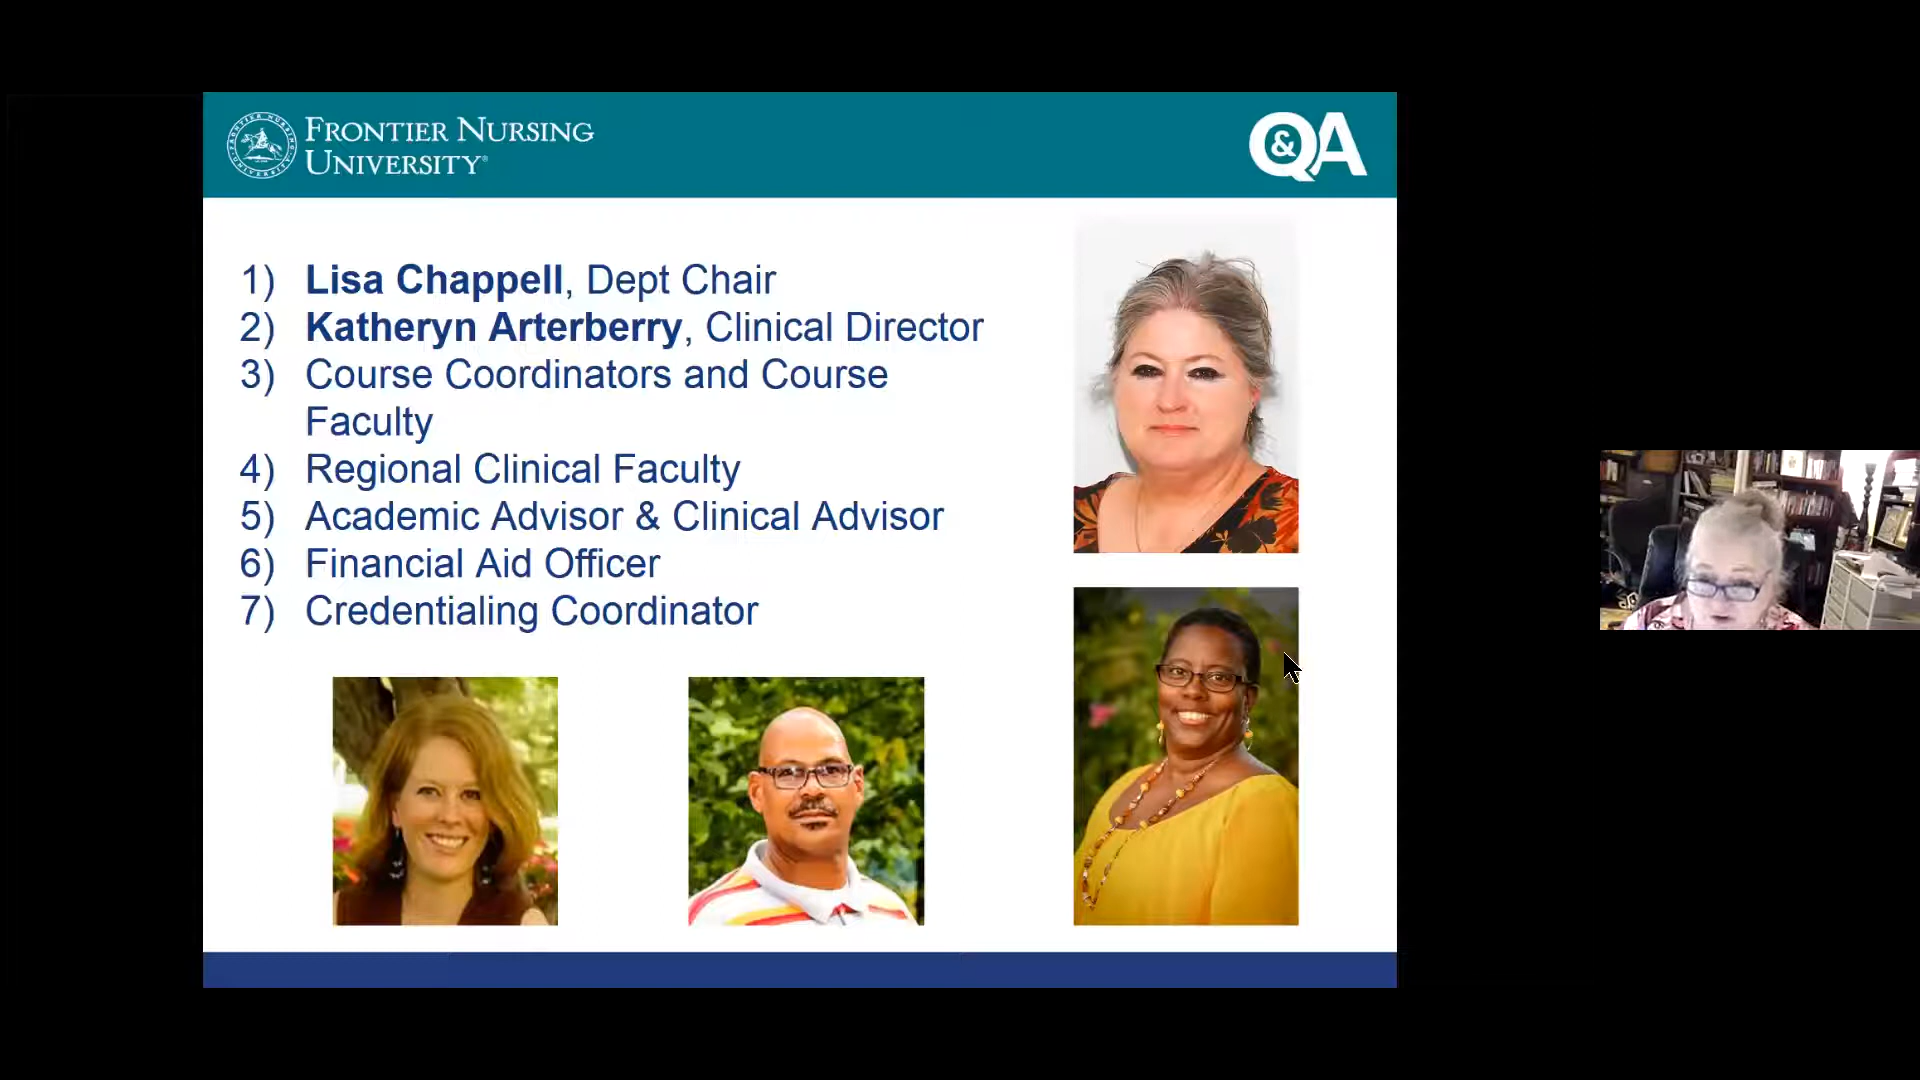 FRONTIER NURSING
UNIVERSITY®
Q&A
1) Lisa Chappell, Dept Chair
2) Katheryn Arterberry, Clinical Director
3) Course Coordinators and Course
Faculty
4) Regional Clinical Faculty
5) Academic Advisor & Clinical Advisor
6) Financial Aid Officer
7) Credentialing Coordinator